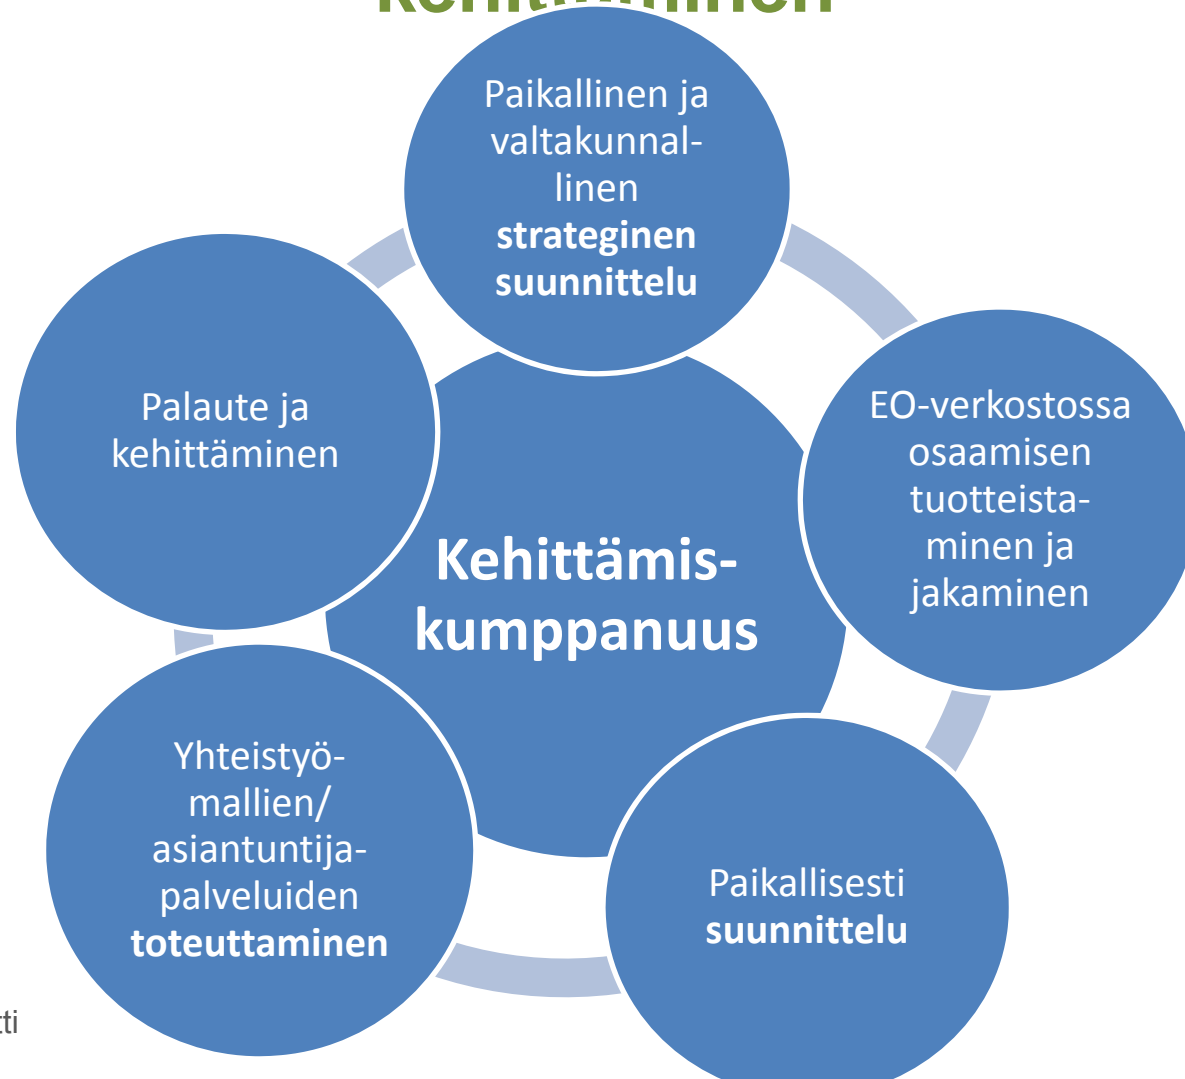 Paikallinen ja
valtakunnal-
linen
strateginen
suunnittelu
EO-verkostossa
osaamisen
tuotteista-
minen ja
jakaminen
Palaute ja
kehittäminen
Kehittämis-
kumppanuus
Yhteistyö-
mallien/
asiantuntija-
palveluiden
toteuttaminen
Paikallisesti
suunnittelu